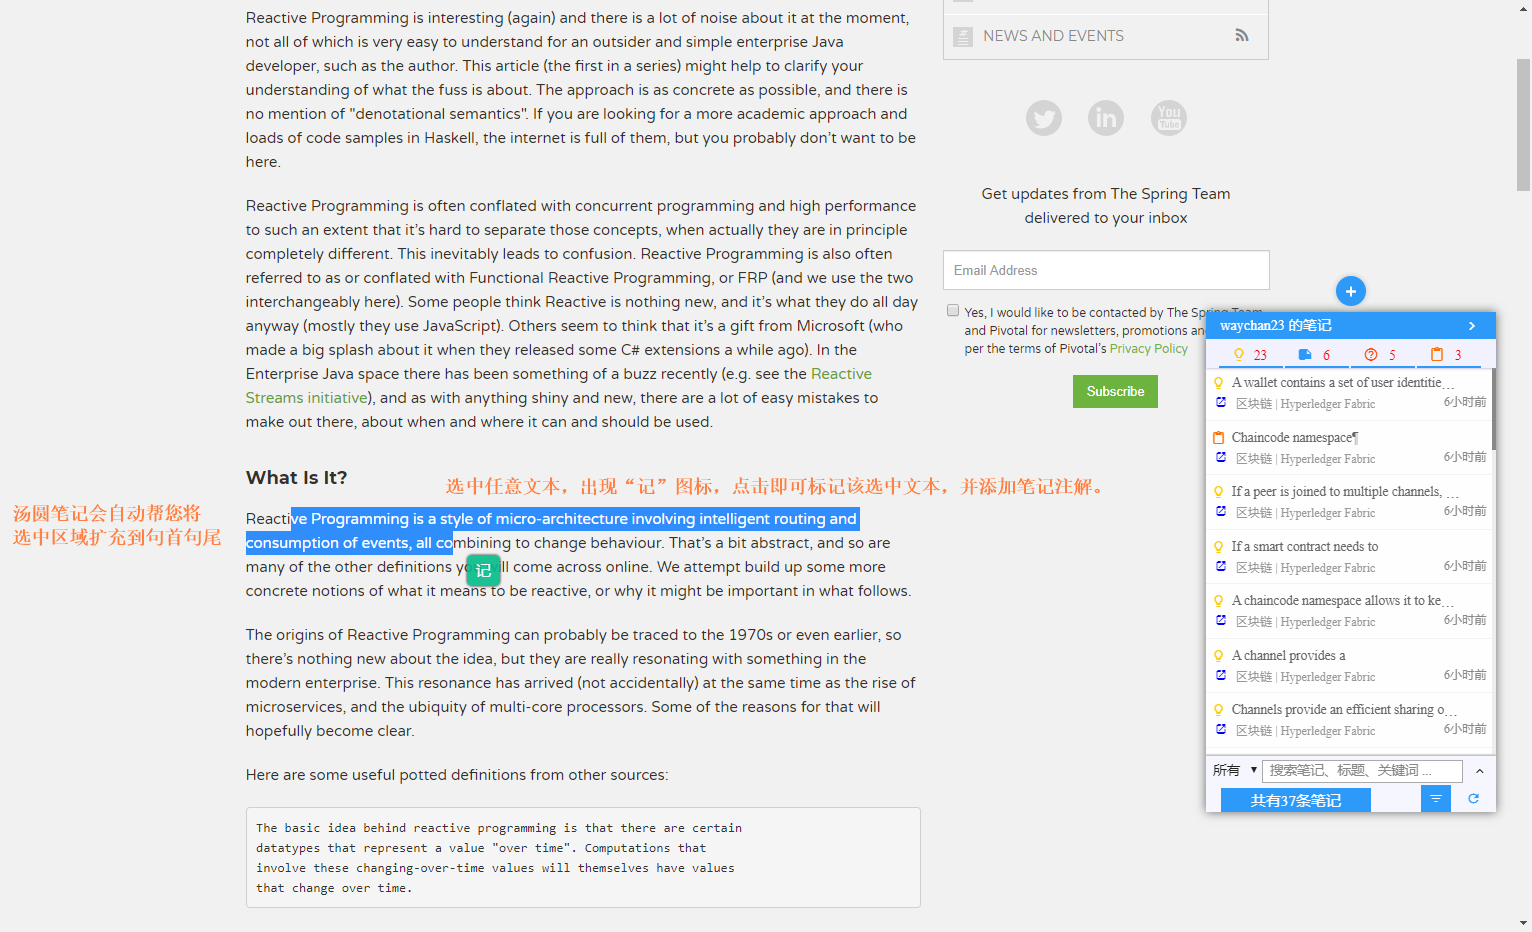 Reactive Programming is interesting (again) and there is a lot of noise about it at the moment,
not all of which is very easy to understand for an outsider and simple enterprise Java
developer, such as the author. This article (the first in a series) might help to clarify your
understanding of what the fuss is about. The approach is as concrete as possible, and there is
no mention of "denotational semantics". If you are looking for a more academic approach and
loads of code samples in Haskell, the internet is full of them, but you probably don’t want to be
here.
Reactive Programming is often conflated with concurrent programming and high performance
to such an extent that it’s hard to separate those concepts, when actually they are in principle
completely different. This inevitably leads to confusion. Reactive Programming is also often
referred to as or conflated with Functional Reactive Programming, or FRP (and we use the two
interchangeably here). Some people think Reactive is nothing new, and it’s what they do all day
anyway (mostly they use JavaScript). Others seem to think that it’s a gift from Microsoft (who
made a big splash about it when they released some C# extensions a while ago). In the
Enterprise Java space there has been something of a buzz recently (e.g. see the Reactive
Streams initiative), and as with anything shiny and new, there are a lot of easy mistakes to
make out there, about when and where it can and should be used.
What Is It?
选中任意文本，出现“记”图标，点击即可标记该选中文本，并添加笔记注解。
汤圆笔记会自动帮您将
选中区域扩充到句首句尾
Reactive Programming is a style of micro-architecture involving intelligent routing and
consumption of events, all combining to change behaviour. That’s a bit abstract, and so are
many of the other definitions you will come across online. We attempt build up some more
记
concrete notions of what it means to be reactive, or why it might be important in what follows.
The origins of Reactive Programming can probably be traced to the 1970s or even earlier, so
there’s nothing new about the idea, but they are really resonating with something in the
modern enterprise. This resonance has arrived (not accidentally) at the same time as the rise of
microservices, and the ubiquity of multi-core processors. Some of the reasons for that will
hopefully become clear.
Here are some useful potted definitions from other sources:
The basic idea behind reactive programming is that there are certain
datatypes that represent a value "over time". Computations that
involve these changing-over-time values will themselves have values
that change over time.
NEWS AND EVENTS
You
Tube
Get updates from The Spring Team
delivered to your inbox
Email Address
Yes, I would like to be contacted by The Spring Team
and Pivotal for newsletters, promotions an
per the terms of Pivotal’s Privacy Policy
Subscribe
waychan23 的笔记
23 6 5 3
A wallet contains a set of user identitie...
区块链 | Hyperledger Fabric 6小时前
Chaincode namespace¶
区块链 | Hyperledger Fabric 6小时前
If a peer is joined to multiple channels, ...
区块链 | Hyperledger Fabric 6小时前
If a smart contract needs to
区块链 | Hyperledger Fabric 6小时前
A chaincode namespace allows it to ke...
区块链 | Hyperledger Fabric 6小时前
A channel provides a
区块链 | Hyperledger Fabric 6小时前
Channels provide an efficient sharing o...
区块链 | Hyperledger Fabric 6小时前
所有 搜索笔记、标题、关键词 ...
共有37条笔记